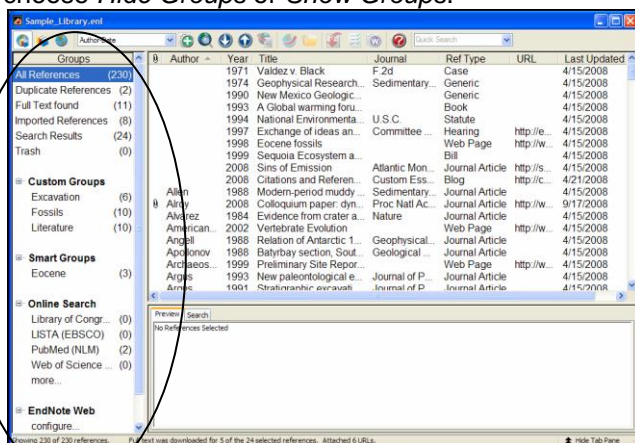 choose Hide Groups or Show Groups.
Sample_Library.enl
Quick Search
Groups
All References (230)
Duplicate References (2)
Full Text found (11)
Imported References (8)
Search Results (24)
Trash (0)
Custom Groups
Excavation (6)
Fossils (10)
Literature (10)
Smart Groups
Eocene (3)
Online Search
Library of Congr... (0)
LISTA (EBSCO) (0)
PubMed (NLM) (2)
Web of Science ... (0)
more...
EndNote Web
configure...
Author Year Title Journal Ref Type URL Last Updated
1971 Valdez v. Black F.2d Case 4/15/2008
1974 Geophysical Research... Sedimentary... Generic 4/15/2008
1990 New Mexico Geologic... Generic 4/15/2008
1993 A Global warming foru... Book 4/15/2008
1994 National Environmenta... U.S.C. Statute 4/15/2008
1997 Exchange of ideas an... Committee ... Hearing http://e... 4/15/2008
1998 Eocene fossils Web Page http://w... 4/15/2008
1999 Sequoia Ecosystem a... Bill 4/15/2008
2008 Sins of Emission Atlantic Mon... Journal Article http://s... 4/15/2008
2008 Citations and Referen... Custom Ess... Blog http://c... 4/21/2008
Allen 1988 Modern-period muddy ... Sedimentary... Journal Article 4/15/2008
Alroy 2008 Colloquium paper: dyn... Proc Natl Ac... Journal Article http://w... 9/17/2008
Alvarez 1984 Evidence from crater a... Nature Journal Article 4/15/2008
American... 2002 Vertebrate Evolution Web Page http://w... 4/15/2008
Angell 1988 Relation of Antarctic 1... Geophysical... Journal Article 4/15/2008
Apollonov 1988 Batyrbay section, Sout... Geological ... Journal Article 4/15/2008
Archaeos... 1999 Preliminary Site Repor... Web Page http://w... 4/15/2008
Argus 1993 New paleontological e... Journal of P... Journal Article 4/15/2008
Argus 1991 Stratigraphic excavati... Journal of P... Journal Article 4/15/2008
Preview Search
No References Selected
Showing 230 of 230 references. Full text was downloaded for 5 of the 24 selected references. Attached 6 URLs. Hide Tab Pane